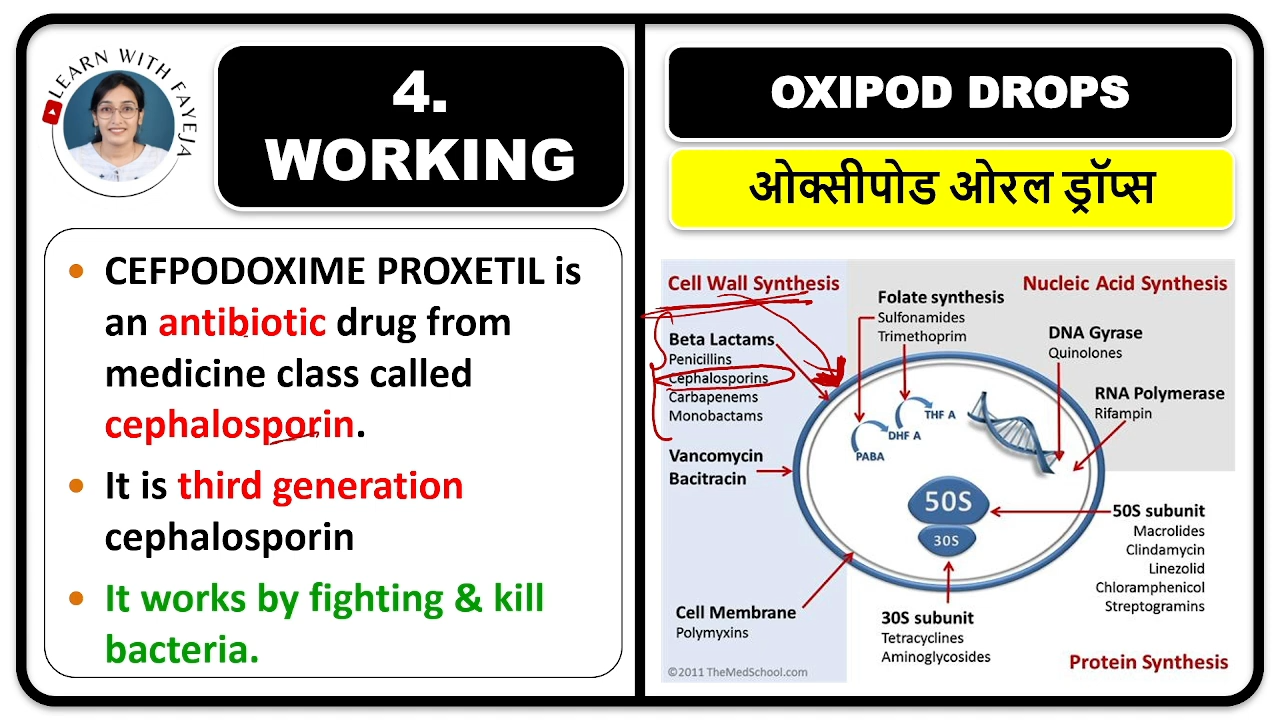 LEARN WITH FAYEJA
4.
WORKING
• CEFPODOXIME PROXETIL is
an antibiotic drug from
medicine class called
cephalosporin.
• It is third generation
cephalosporin
• It works by fighting & kill
bacteria.
OXIPOD DROPS
ओक्सीपोड ओरल ड्रॉप्स
Cell Wall Synthesis
Beta Lactams
Penicillins
Cephalosporins
Carbapenems
Monobactams
Vancomycin
Bacitracin
Cell Membrane
Polymyxins
©2011 TheMedSchool.com
Folate synthesis
Sulfonamides
Trimethoprim
Nucleic Acid Synthesis
DNA Gyrase
Quinolones
RNA Polymerase
Rifampin
THF A
DHF A
PABA
50S
30S
50S subunit
Macrolides
Clindamycin
Linezolid
Chloramphenicol
Streptogramins
30S subunit
Tetracyclines
Aminoglycosides
Protein Synthesis